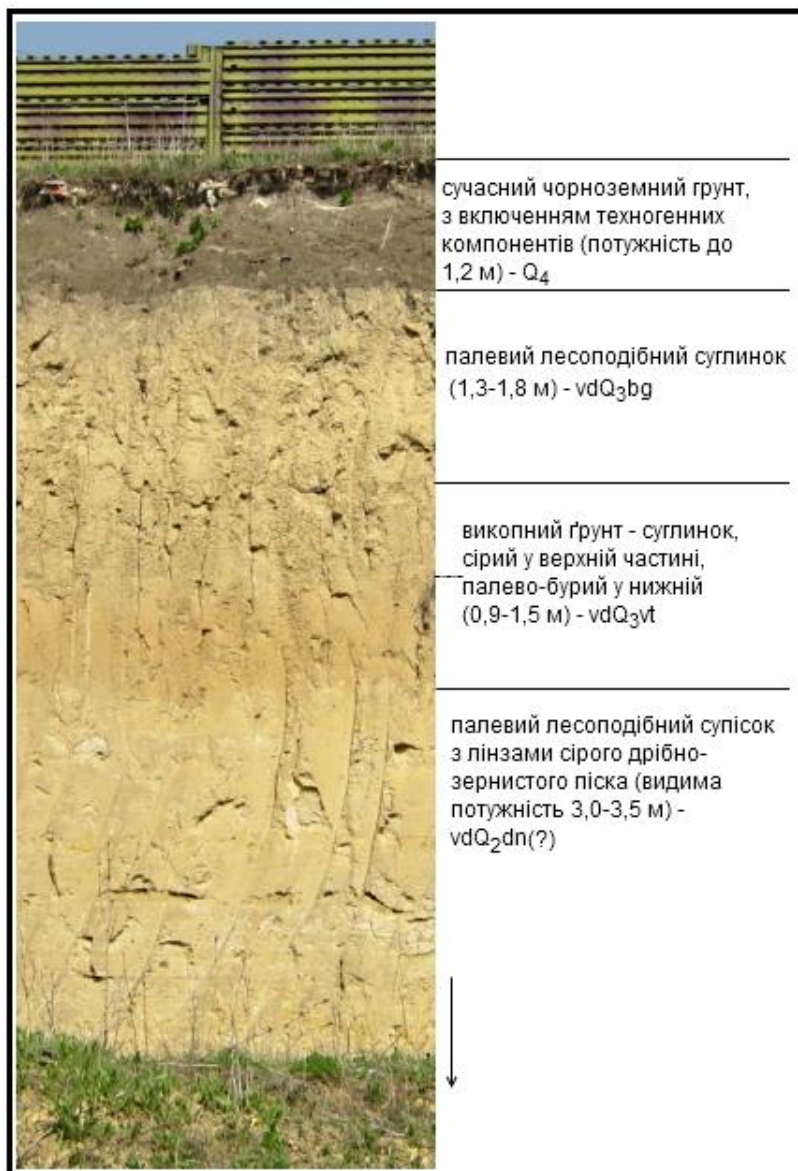 сучасний чорноземний грунт,
з включенням техногенних
компонентів (потужність до
1,2 м) - Q₄
палевий лесоподібний суглинок
(1,3-1,8 м) - vdQ₃bg
викопний ґрунт - суглинок,
сірий у верхній частині,
палево-бурий у нижній
(0,9-1,5 м) - vdQ₃vt
палевий лесоподібний супісок
з лінзами сірого дрібно-
зернистого піска (видима
потужність 3,0-3,5 м) -
vdQ₂dn(?)